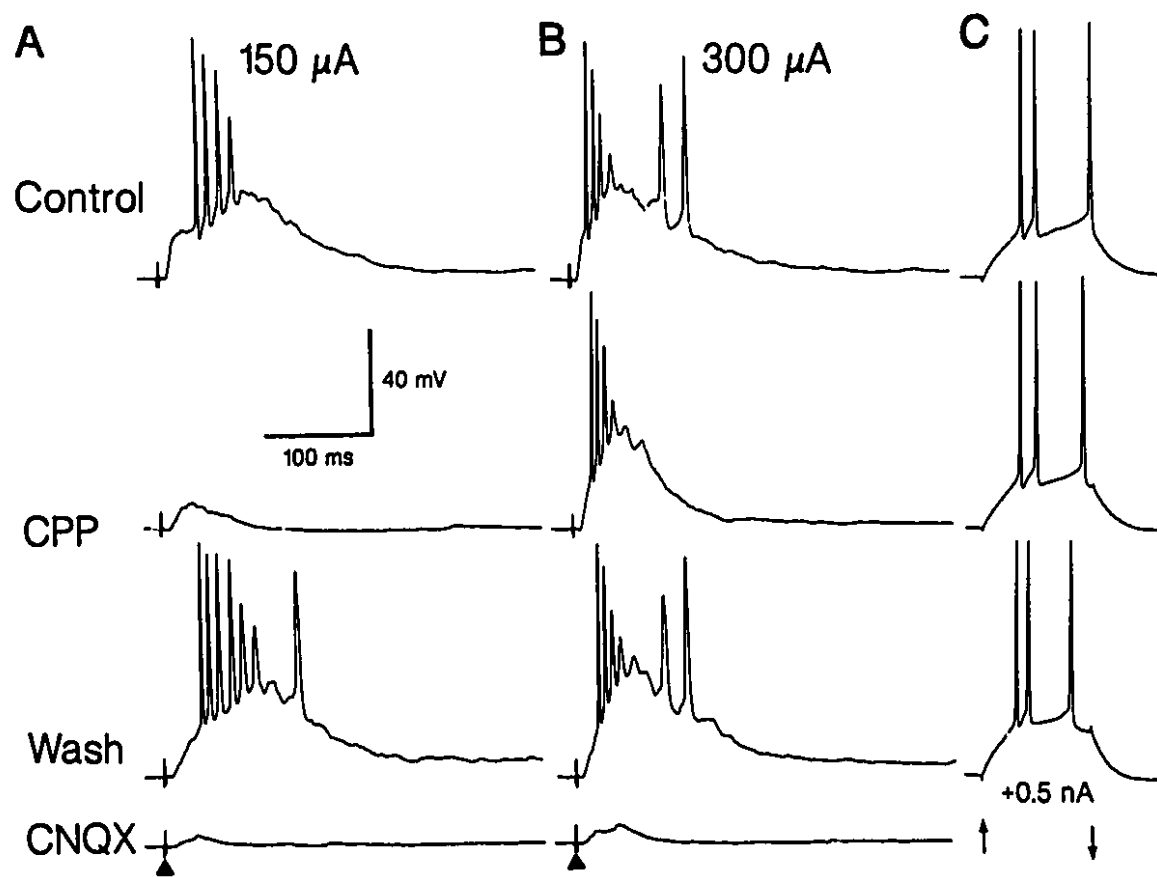 A
150 μA
B
300 μA
C
Control
40 mV
100 ms
CPP
Wash
+0.5 nA
CNQX